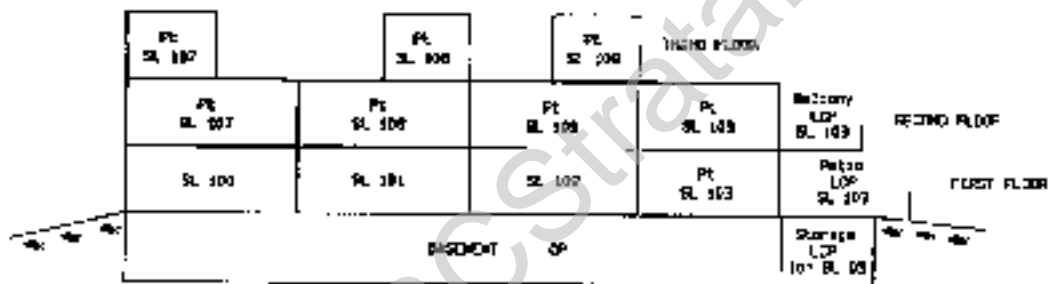 Pt
SL 107
Pt
SL 108
Pt
SL 109
THIRD FLOOR
Pt
SL 107
Pt
SL 108
Pt
SL 109
Pt
SL 103
Balcony
LCP
SL 103
SECOND FLOOR
SL 100
SL 101
SL 102
Pt
SL 103
Patio
LCP
FIRST FLOOR
BASEMENT CP
Storage
LCP
for SL
BCStrata